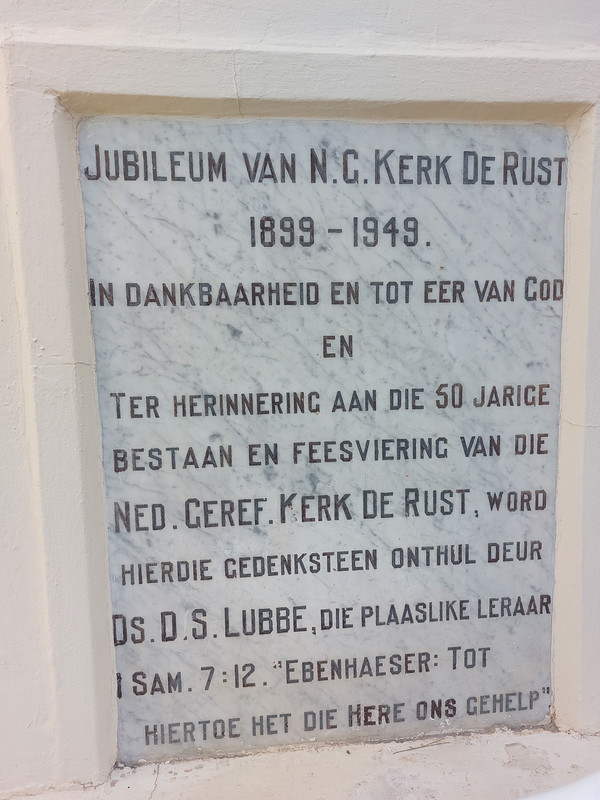 JUBILEUM VAN N.G. KERK DE RUST
1899 - 1949.
IN DANKBAARHEID EN TOT EER VAN GOD
EN
TER HERINNERING AAN DIE 50 JARIGE
BESTAAN EN FEESVIERING VAN DIE
NED. GEREF. KERK DE RUST, WORD
HIERDIE GEDENKSTEEN ONTHUL DEUR
DS. D.S. LUBBE, DIE PLAASLIKE LERAAR
I SAM. 7:12. "EBENHAESER: TOT
HIERTOE HET DIE HERE ONS GEHELP"